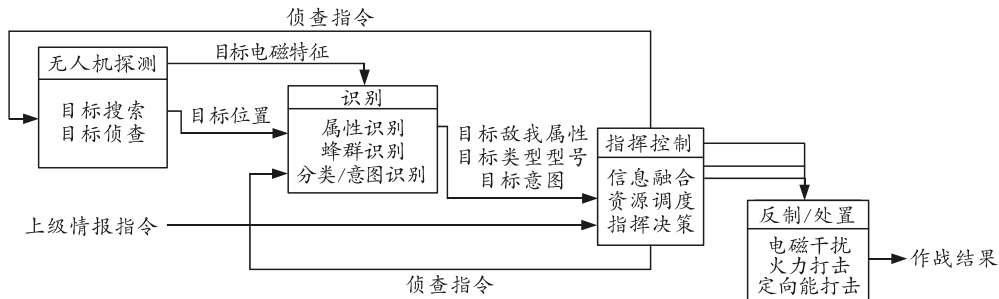 侦查指令
无人机探测
目标搜索
目标侦查
目标电磁特征
目标位置
识别
属性识别
蜂群识别
分类/意图识别
目标敌我属性
目标类型型号
目标意图
上级情报指令
指挥控制
信息融合
资源调度
指挥决策
侦查指令
反制/处置
电磁干扰
火力打击
定向能打击
作战结果